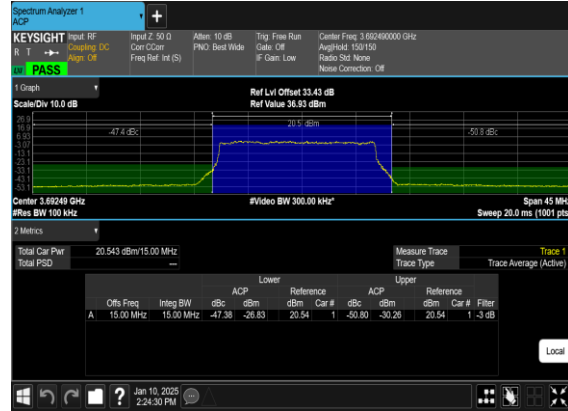 Spectrum Analyzer 1
ACP
KEYSIGHT Input: RF Input Z: 50 Ω Atten: 10 dB Trig: Free Run Center Freq: 3.692490000 GHz
R T Coupling: DC Corr CCorr PNO: Best Wide Gate: Off Avg|Hold: 150/150
Align: Off Freq Ref: Int (S) IF Gain: Low Radio Std: None
LM PASS Noise Correction: Off
1 Graph
Ref Lvl Offset 33.43 dB
Scale/Div 10.0 dB Ref Value 36.93 dBm
26.9
16.9
6.93
-3.07
-13.1
-23.1
-33.1
-43.1
-53.1
-47.4 dBc 20.5 dBm -50.8 dBc
Center 3.69249 GHz #Video BW 300.00 kHz* Span 45 MHz
#Res BW 100 kHz Sweep 20.0 ms (1001 pts)
2 Metrics
Total Car Pwr 20.543 dBm/15.00 MHz Measure Trace Trace 1
Total PSD — Trace Type Trace Average (Active)
Lower Upper
ACP Reference ACP Reference
Offs Freq Integ BW dBc dBm dBm Car # dBc dBm dBm Car # Filter
A 15.00 MHz 15.00 MHz -47.38 -26.83 20.54 1 -50.80 -30.26 20.54 1 -3 dB
Local
? Jan 10, 2025
2:24:30 PM